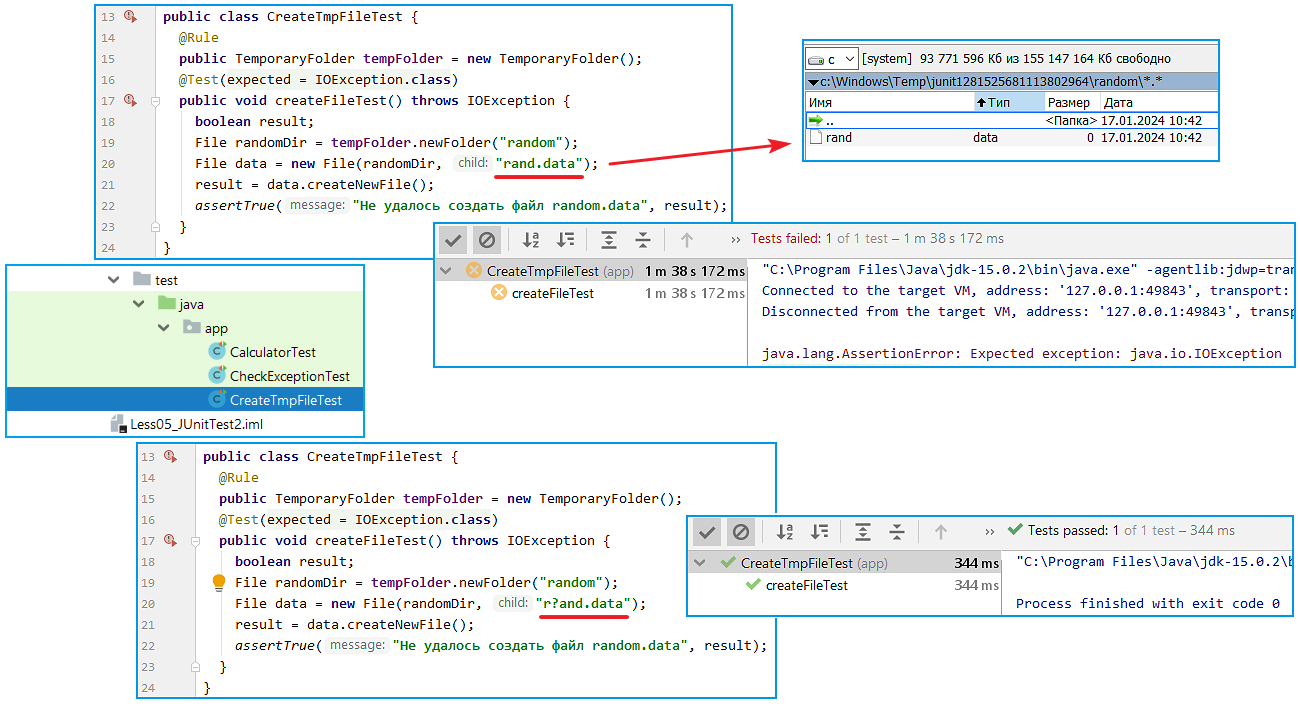 13 public class CreateTmpFileTest {
14 @Rule
15 public TemporaryFolder tempFolder = new TemporaryFolder();
16 @Test(expected = IOException.class)
17 public void createFileTest() throws IOException {
18 boolean result;
19 File randomDir = tempFolder.newFolder("random");
20 File data = new File(randomDir, child: "rand.data");
21 result = data.createNewFile();
22 assertTrue( message: "Не удалось создать файл random.data", result);
23 }
24 }
c [system] 93 771 596 Кб из 155 147 164 Кб свободно
c:\Windows\Temp\junit1281525681113802964\random\*.*
Имя Тип Размер Дата
.. <Папка> 17.01.2024 10:42
rand data 0 17.01.2024 10:42
Tests failed: 1 of 1 test – 1 m 38 s 172 ms
CreateTmpFileTest (app) 1 m 38 s 172 ms
createFileTest 1 m 38 s 172 ms
"C:\Program Files\Java\jdk-15.0.2\bin\java.exe" -agentlib:jdwp=tran
Connected to the target VM, address: '127.0.0.1:49843', transport:
Disconnected from the target VM, address: '127.0.0.1:49843', transp
java.lang.AssertionError: Expected exception: java.io.IOException
test
java
app
CalculatorTest
CheckExceptionTest
CreateTmpFileTest
Less05_JUnitTest2.iml
13 public class CreateTmpFileTest {
14 @Rule
15 public TemporaryFolder tempFolder = new TemporaryFolder();
16 @Test(expected = IOException.class)
17 public void createFileTest() throws IOException {
18 boolean result;
19 File randomDir = tempFolder.newFolder("random");
20 File data = new File(randomDir, child: "r?and.data");
21 result = data.createNewFile();
22 assertTrue( message: "Не удалось создать файл random.data", result);
23 }
24 }
Tests passed: 1 of 1 test – 344 ms
CreateTmpFileTest (app) 344 ms
createFileTest 344 ms
"C:\Program Files\Java\jdk-15.0.2\b
Process finished with exit code 0